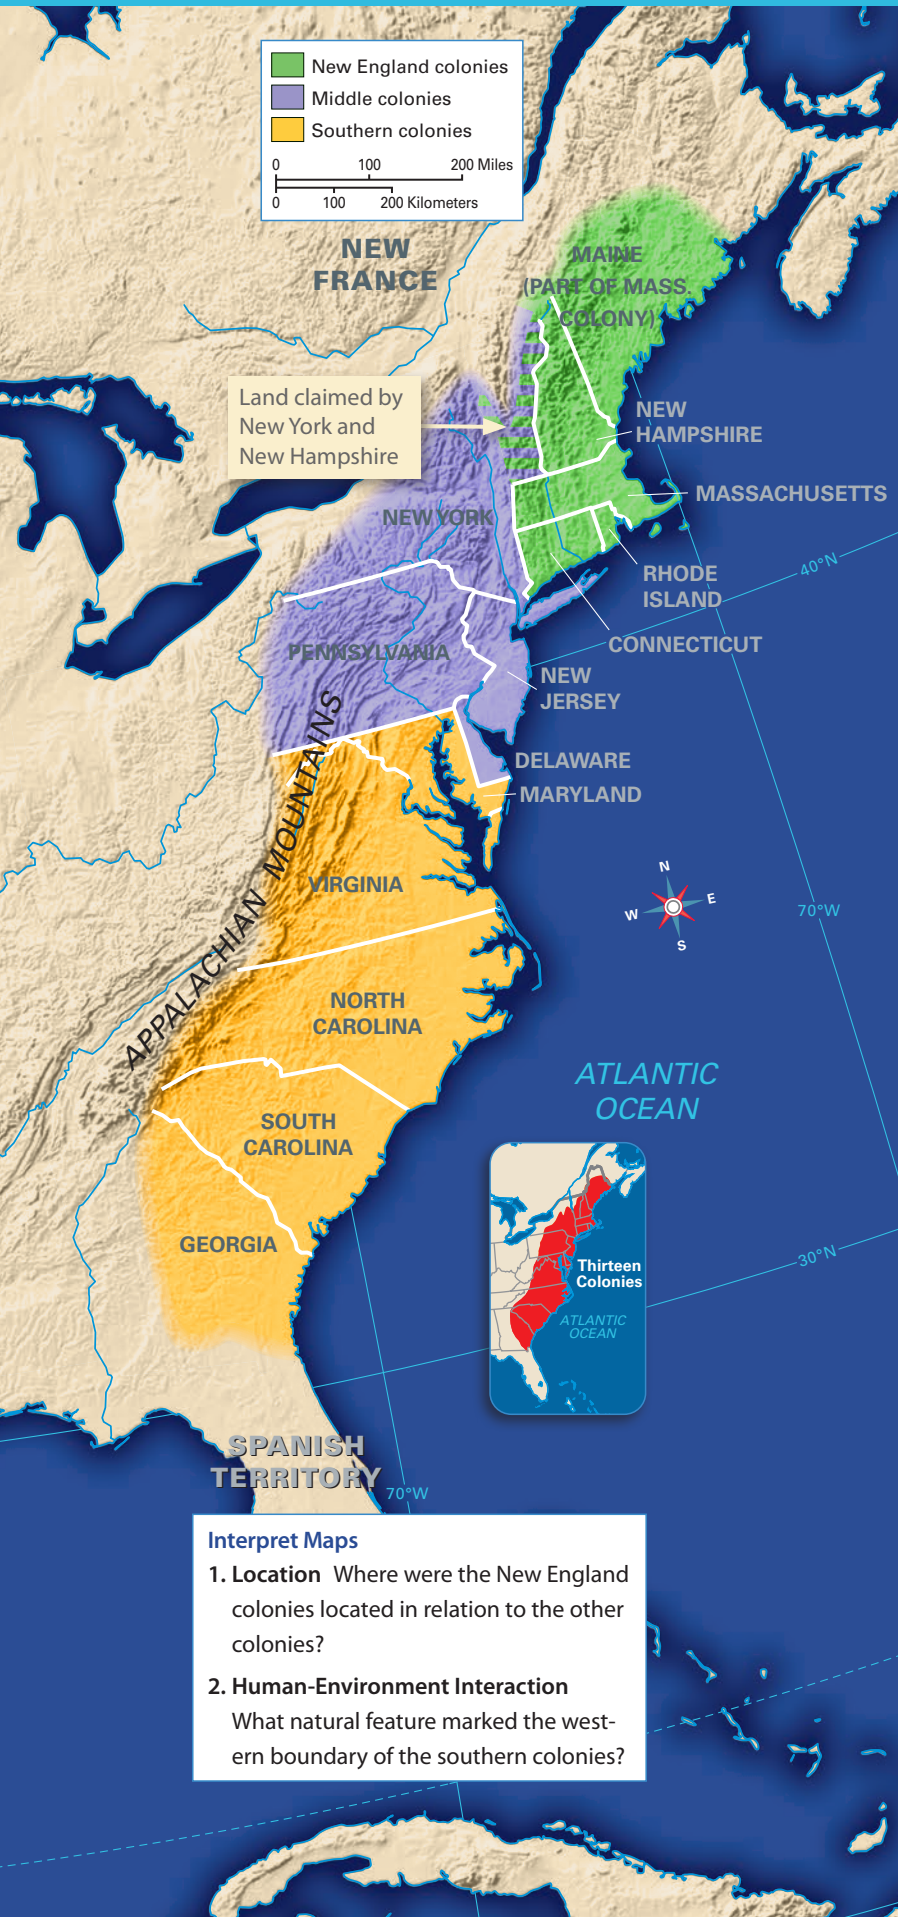 New England colonies
Middle colonies
Southern colonies
0 100 200 Miles
0 100 200 Kilometers
NEW
FRANCE
MAINE
(PART OF MASS.
COLONY)
Land claimed by
New York and
New Hampshire
NEW
HAMPSHIRE
MASSACHUSETTS
NEW YORK
40°N
RHODE
ISLAND
CONNECTICUT
PENNSYLVANIA
NEW
JERSEY
DELAWARE
MARYLAND
APPALACHIAN MOUNTAINS
VIRGINIA
N
E
W
S
70°W
NORTH
CAROLINA
ATLANTIC
OCEAN
SOUTH
CAROLINA
GEORGIA
30°N
Thirteen
Colonies
ATLANTIC
OCEAN
SPANISH
TERRITORY
70°W
Interpret Maps
1. Location Where were the New England
colonies located in relation to the other
colonies?
2. Human-Environment Interaction
What natural feature marked the west-
ern boundary of the southern colonies?